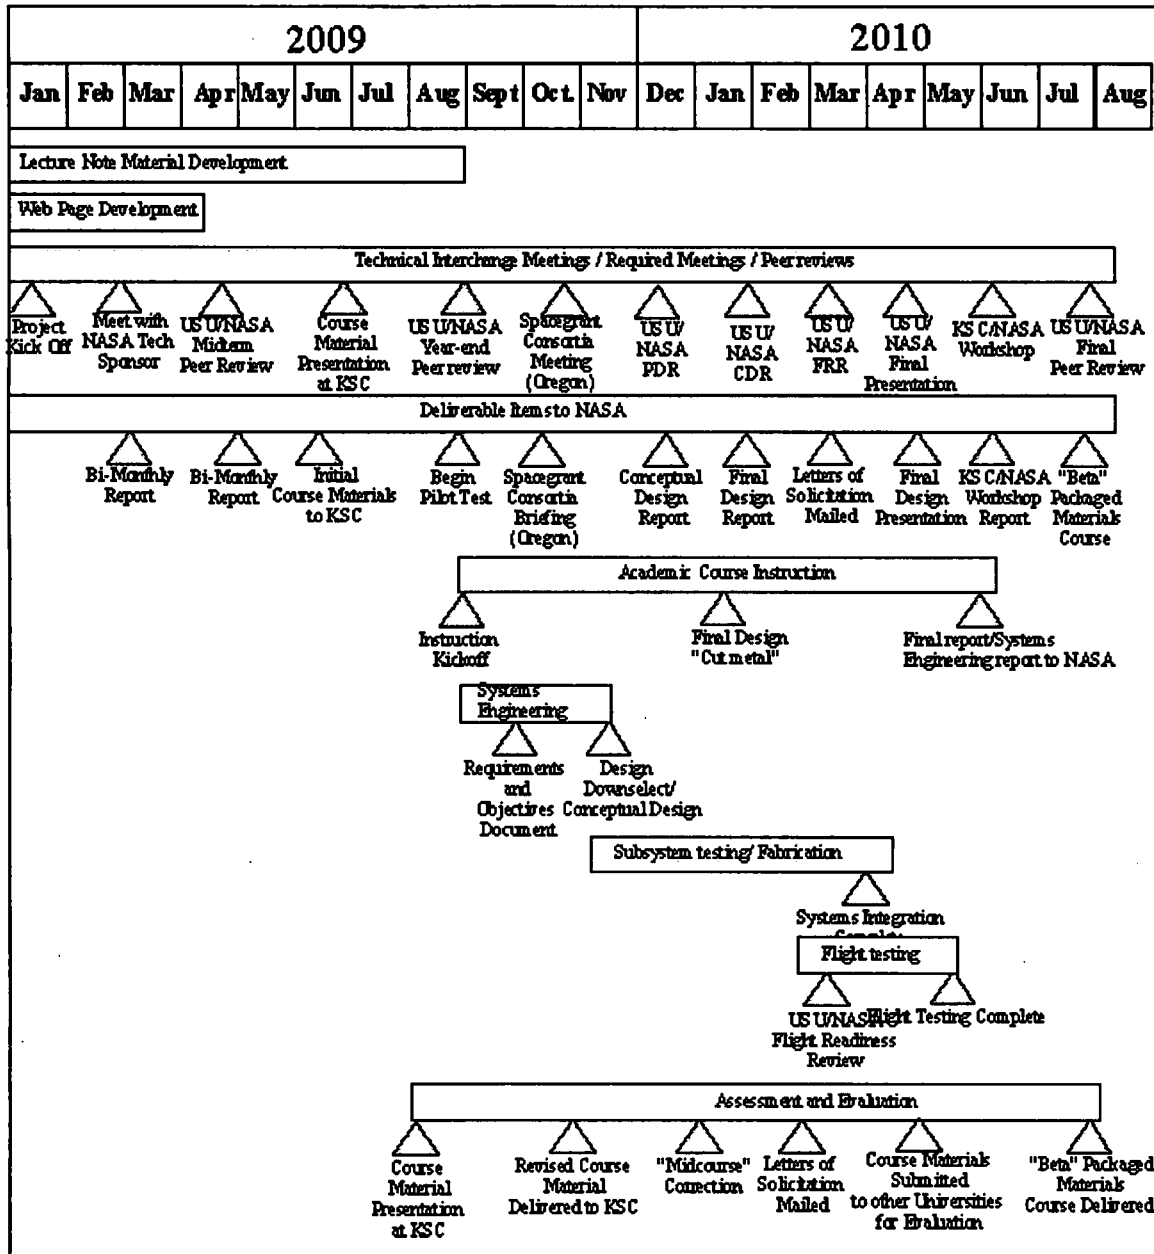 2009
2010
Jan Feb Mar Apr May Jun Jul Aug Sept Oct. Nov Dec Jan Feb Mar Apr May Jun Jul Aug
Lecture Note Material Development
Web Page Development
Technical Interchange Meetings / Required Meetings / Peer reviews
Project
Kick Off
Meet with
NASA Tech
Sponsor
USU/NASA
Midterm
Peer Review
Course
Material
Presentation
at KSC
USU/NASA
Year-end
Peer review
Spacegrant
Consortia
Meeting
(Oregon)
USU/
NASA
PDR
USU/
NASA
CDR
USU/
NASA
FRR
USU/
NASA
Final
Presentation
KSC/NASA
Workshop
USU/NASA
Final
Peer Review
Deliverable Items to NASA
Bi-Monthly
Report
Bi-Monthly
Report
Initial
Course Materials
to KSC
Begin
Pilot Test
Spacegrant
Consortia
Briefing
(Oregon)
Conceptual
Design
Report
Final
Design
Report
Letters of
Solicitation
Mailed
Final
Design
Presentation
KSC/NASA
Workshop
Report
"Beta"
Packaged
Materials
Course
Academic Course Instruction
Instruction
Kickoff
Final Design
"Cut metal"
Final report/Systems
Engineering report to NASA
Systems
Engineering
Requirements
and
Objectives
Document
Design
Downselect/
Conceptual Design
Subsystem testing/ Fabrication
Systems Integration
Complete
Flight testing
USU/NASA
Flight Readiness
Review
Flight Testing Complete
Assessment and Evaluation
Course
Material
Presentation
at KSC
Revised Course
Material
Delivered to KSC
"Midcourse"
Correction
Letters of
Solicitation
Mailed
Course Materials
Submitted
to other Universities
for Evaluation
"Beta" Packaged
Materials
Course Delivered